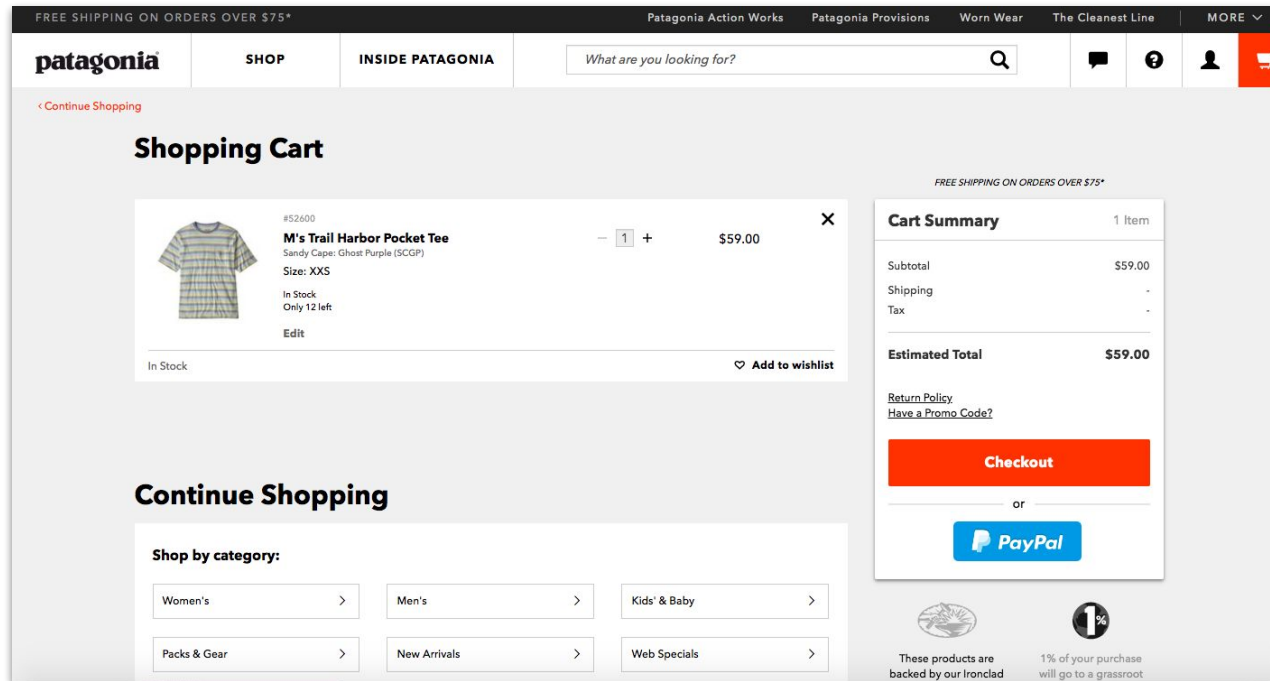 FREE SHIPPING ON ORDERS OVER $75*
Patagonia Action Works
Patagonia Provisions
Worn Wear
The Cleanest Line
MORE
patagonia
SHOP
INSIDE PATAGONIA
What are you looking for?
‹ Continue Shopping
Shopping Cart
FREE SHIPPING ON ORDERS OVER $75*
#52600
M's Trail Harbor Pocket Tee
− 1 +
$59.00
Sandy Cape: Ghost Purple (SCGP)
Size: XXS
In Stock
Only 12 left
Edit
In Stock
Add to wishlist
Cart Summary
1 Item
Subtotal
$59.00
Shipping
-
Tax
-
Estimated Total
$59.00
Return Policy
Have a Promo Code?
Checkout
or
PayPal
Continue Shopping
Shop by category:
Women's
Men's
Kids' & Baby
Packs & Gear
New Arrivals
Web Specials
These products are
backed by our Ironclad
1%
1% of your purchase
will go to a grassroot